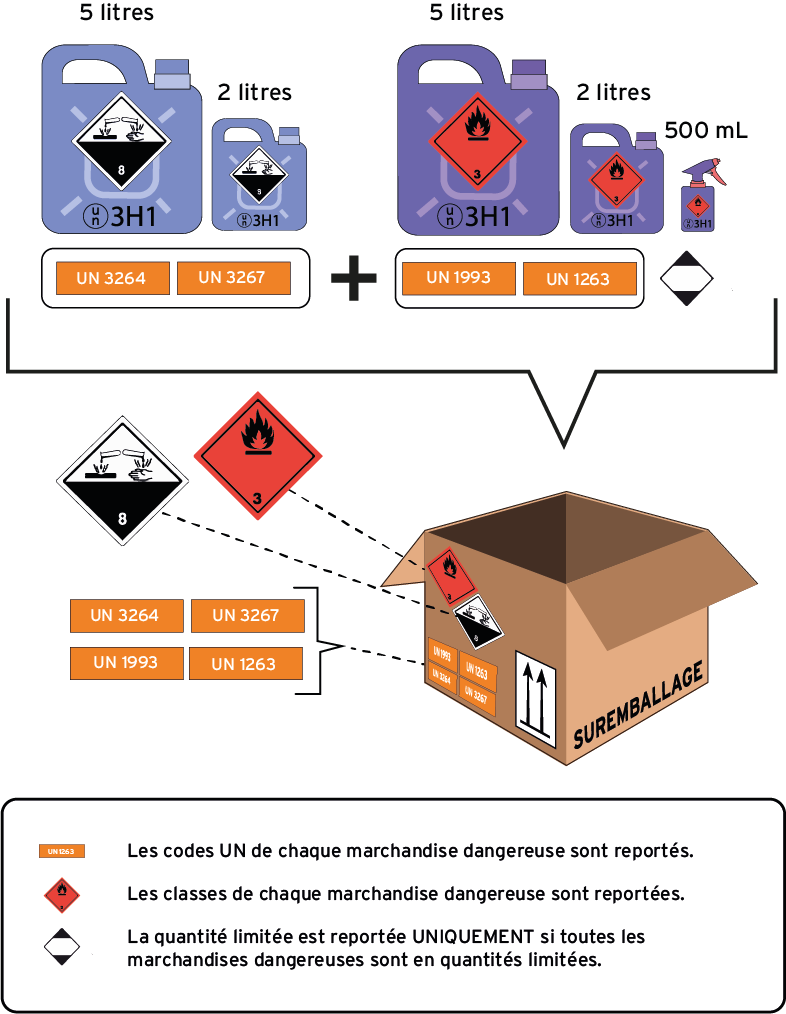 5 litres
5 litres
2 litres
2 litres
500 mL
8
8
3
3
un 3H1
un 3H1
un 3H1
un 3H1
un 3H1
UN 3264
UN 3267
+
UN 1993
UN 1263
8
3
UN 3264
UN 3267
UN 1993
UN 1263
3
8
UN 1993
UN 1263
UN 3264
UN 3267
SUREMBALLAGE
UN1263
Les codes UN de chaque marchandise dangereuse sont reportés.
Les classes de chaque marchandise dangereuse sont reportées.
La quantité limitée est reportée UNIQUEMENT si toutes les
marchandises dangereuses sont en quantités limitées.